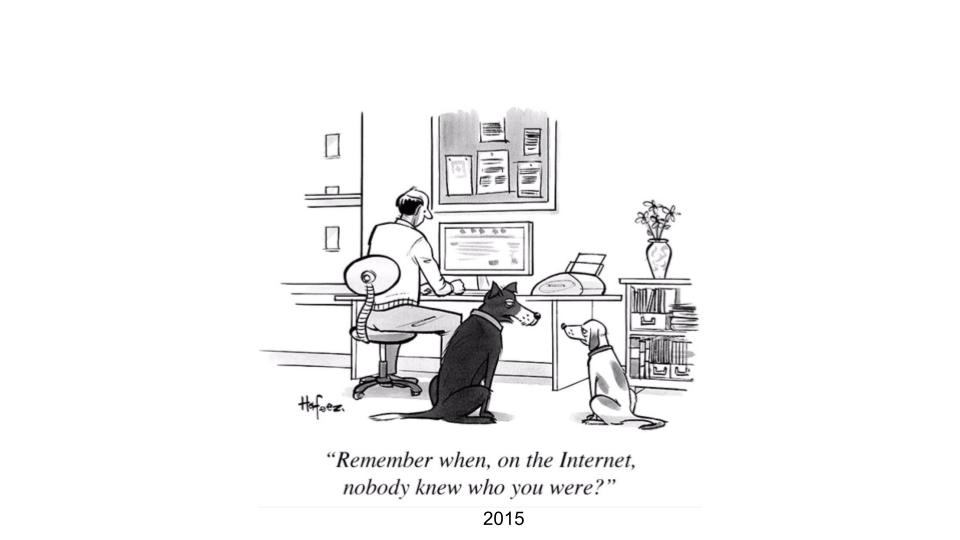 Hafeez.
“Remember when, on the Internet,
nobody knew who you were?”
2015